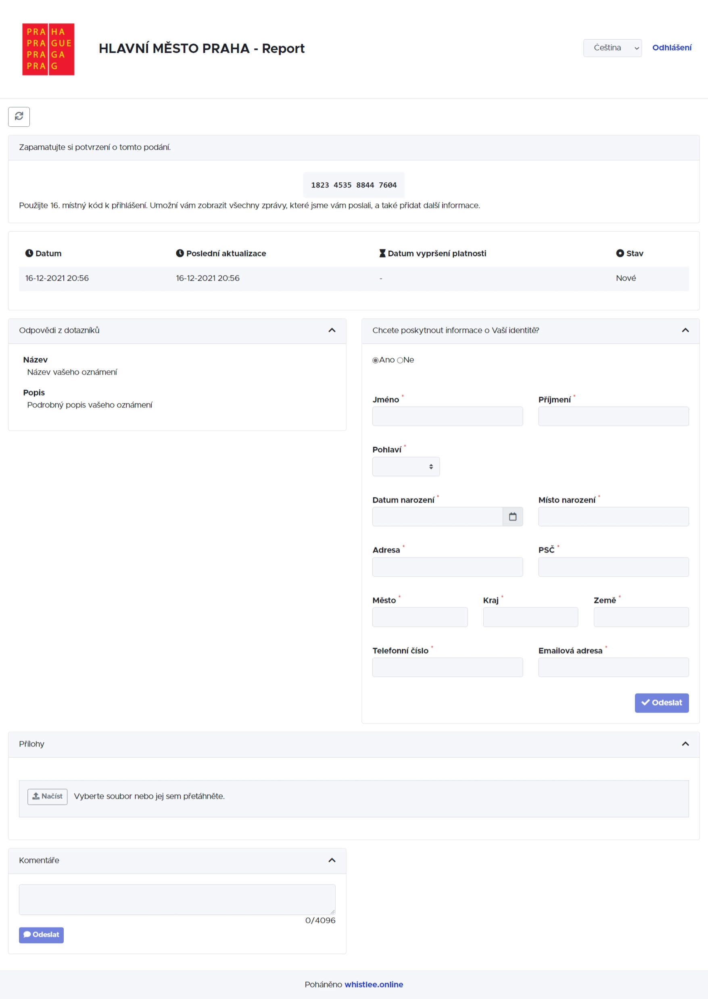 PRA HA
PRA GUE
PRA GA
PRA G
HLAVNÍ MĚSTO PRAHA - Report
Čeština
Odhlášení
Zapamatujte si potvrzení o tomto podání.
1823 4535 8844 7604
Použijte 16. místný kód k přihlášení. Umožní vám zobrazit všechny zprávy, které jsme vám poslali, a také přidat další informace.
Datum Poslední aktualizace Datum vypršení platnosti Stav
16-12-2021 20:56 16-12-2021 20:56 - Nové
Odpovědi z dotazníků
Název
Název vašeho oznámení
Popis
Podrobný popis vašeho oznámení
Chcete poskytnout informace o Vaší identitě?
Ano Ne
Jméno * Příjmení *
Pohlaví *
Datum narození * Místo narození *
Adresa * PSČ *
Město * Kraj * Země *
Telefonní číslo * Emailová adresa *
Odeslat
Přílohy
Načíst Vyberte soubor nebo jej sem přetáhněte.
Komentáře
0/4096
Odeslat
Poháněno whistlee.online